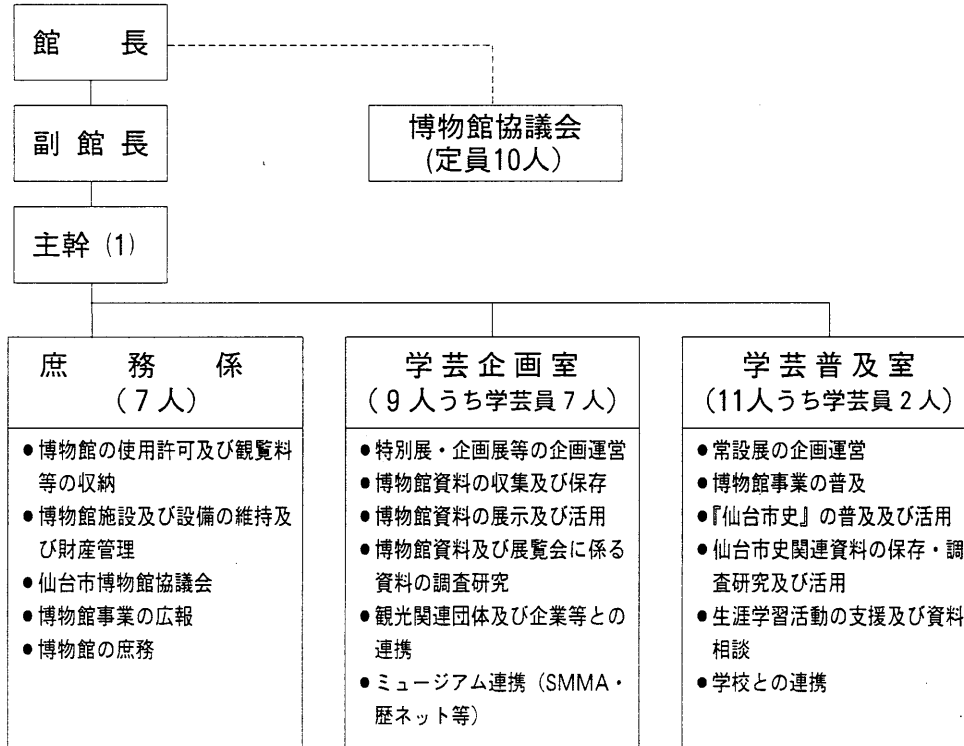 館長
博物館協議会
(定員10人)
副館長
主幹 (1)
庶務係
(7人)
●博物館の使用許可及び観覧料
等の収納
●博物館施設及び設備の維持及
び財産管理
●仙台市博物館協議会
●博物館事業の広報
●博物館の庶務
学芸企画室
(9人うち学芸員7人)
●特別展・企画展等の企画運営
●博物館資料の収集及び保存
●博物館資料の展示及び活用
●博物館資料及び展覧会に係る
資料の調査研究
●観光関連団体及び企業等との
連携
●ミュージアム連携（SMMA・
歴ネット等）
学芸普及室
(11人うち学芸員2人)
●常設展の企画運営
●博物館事業の普及
●『仙台市史』の普及及び活用
●仙台市史関連資料の保存・調
査研究及び活用
●生涯学習活動の支援及び資料
相談
●学校との連携